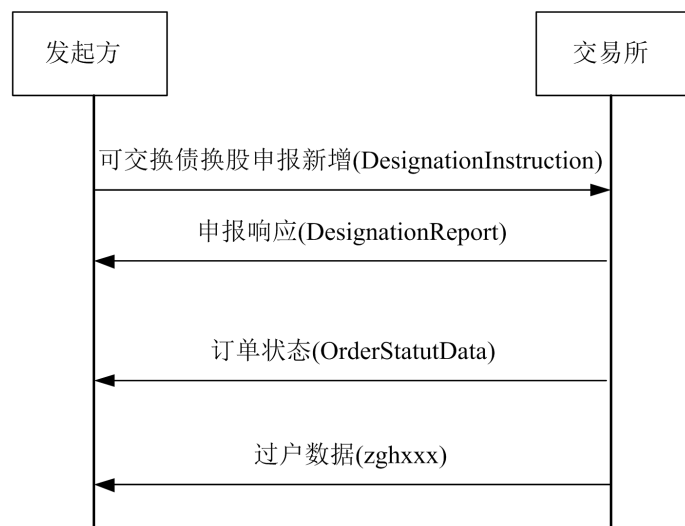 发起方
交易所
可交换债换股申报新增(DesignationInstruction)
申报响应(DesignationReport)
订单状态(OrderStatutData)
过户数据(zghxxx)